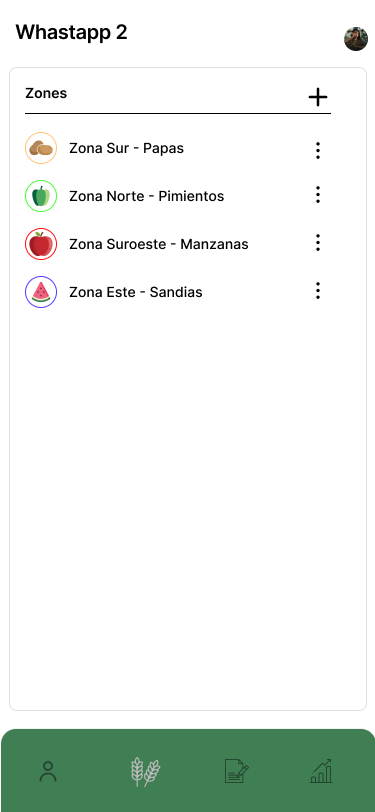 Whastapp 2
Zones
Zona Sur - Papas
Zona Norte - Pimientos
Zona Suroeste - Manzanas
Zona Este - Sandias